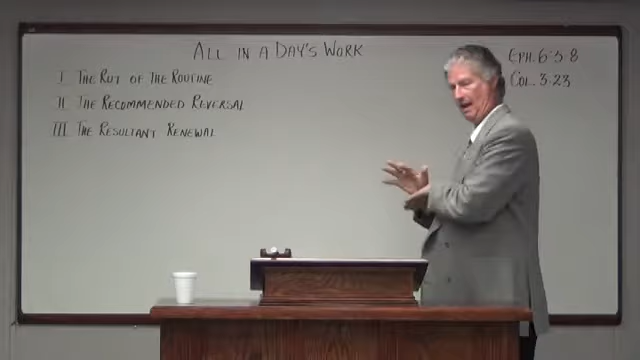 ALL IN A DAY'S WORK
I THE RUT OF THE ROUTINE
II THE RECOMMENDED REVERSAL
III THE RESULTANT RENEWAL
EPH. 6:5-8
COL. 3:23